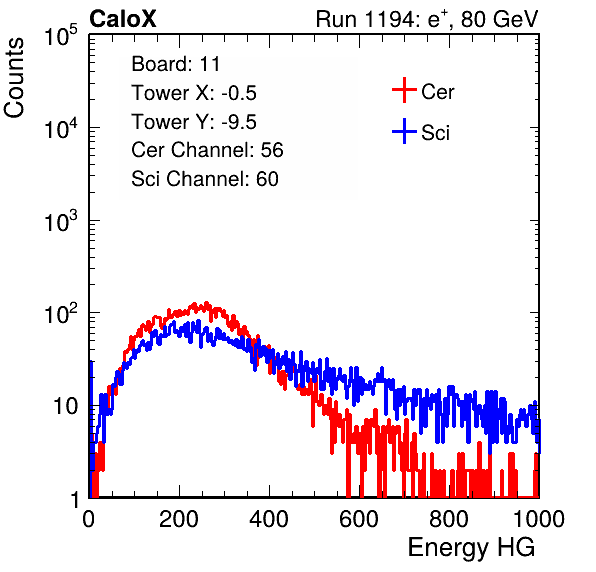 CaloX Run 1194: e⁺, 80 GeV
Counts
10⁵
10⁴
10³
10²
10
1
Board: 11
Tower X: -0.5
Tower Y: -9.5
Cer Channel: 56
Sci Channel: 60
Cer
Sci
0 200 400 600 800 1000
Energy HG